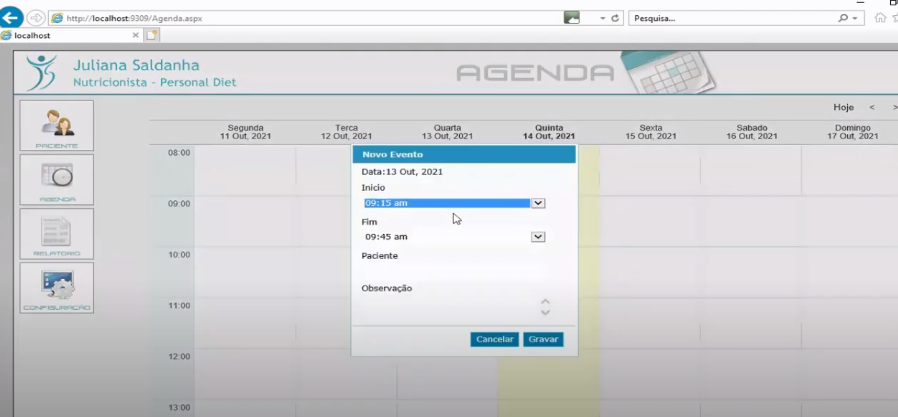 http://localhost:9309/Agenda.aspx
Pesquisa...
localhost
Juliana Saldanha
Nutricionista - Personal Diet
AGENDA
PACIENTE
AGENDA
RELATORIO
CONFIGURAÇÃO
Hoje < >
Segunda
11 Out, 2021
Terca
12 Out, 2021
Quarta
13 Out, 2021
Quinta
14 Out, 2021
Sexta
15 Out, 2021
Sabado
16 Out, 2021
Domingo
17 Out, 2021
08:00
09:00
10:00
11:00
12:00
13:00
Novo Evento
Data:13 Out, 2021
Inicio
09:15 am
Fim
09:45 am
Paciente
Observação
Cancelar
Gravar